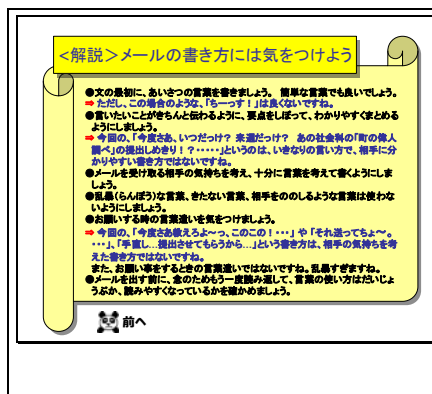 <解説>メールの書き方には気をつけよう
●文の最初に、あいさつの言葉を書きましょう。 簡単な言葉でも良いでしょう。
⇒ ただし、この場合のような、「ちーっす！」は良くないですね。
●言いたいことがきちんと伝わるように、要点をしぼって、わかりやすくまとめる
ようにしましょう。
⇒ 今回の、「今度さあ、いつだっけ？ 来週だっけ？ あの社会科の「町の偉人
調べ」の提出しめきり！？・・・・・」というのは、いきなりの言い方で、相手に分
かりやすい書き方ではないですね。
●メールを受け取る相手の気持ちを考え、十分に言葉を考えて書くようにしま
しょう。
●乱暴（らんぼう）な言葉、きたない言葉、相手をののしるような言葉は使わな
いようにしましょう。
●お願いする時の言葉遣いを気をつけましょう。
⇒ 今回の、「今度さあ教えろよ～っ、このこの！・・・」 や 「それ送ってちょ～。
・・・」、「手直し…提出させてもらうから…」という書き方は、相手の気持ちを考
えた書き方ではないですね。
また、お願い事をするときの言葉遣いではないですね。乱暴すぎますね。
●メールを出す前に、念のためもう一度読み返して、言葉の使い方はだいじょ
うぶか、読みやすくなっているかを確かめましょう。
前へ